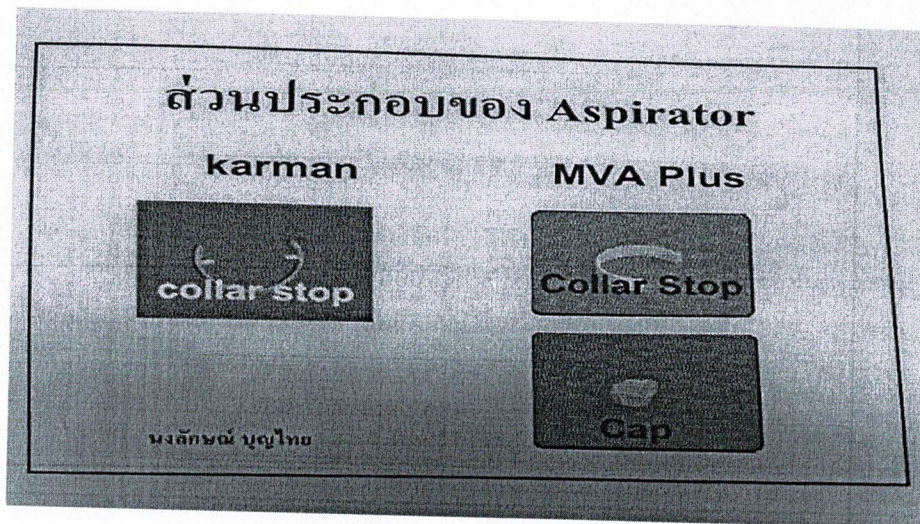 ส่วนประกอบของ Aspirator
karman
MVA Plus
collar stop
Collar Stop
Cap
นงลักษณ์ บุญไทย